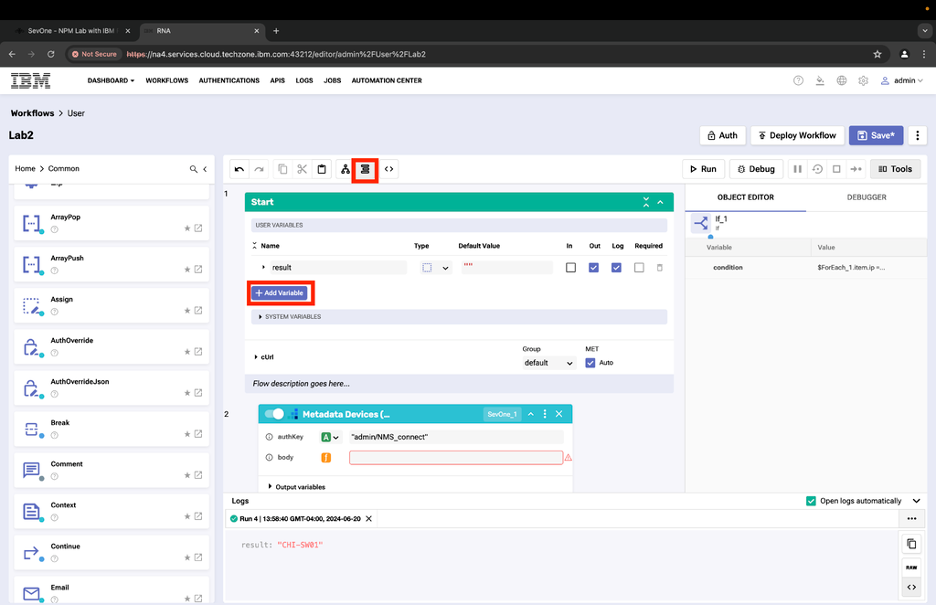 SevOne - NPM Lab with IBM
RNA
Not Secure
https://na4.services.cloud.techzone.ibm.com:43212/editor/admin%2FUser%2FLab2
IBM
DASHBOARD
WORKFLOWS
AUTHENTICATIONS
APIS
LOGS
JOBS
AUTOMATION CENTER
admin
Workflows > User
Lab2
Auth
Deploy Workflow
Save*
Home > Common
Run
Debug
Tools
ArrayPop
ArrayPush
Assign
AuthOverride
AuthOverrideJson
Break
Comment
Context
Continue
Email
1
Start
USER VARIABLES
Name Type Default Value In Out Log Required
result ""
+ Add Variable
SYSTEM VARIABLES
Group MET
cUrl default Auto
Flow description goes here...
2
Metadata Devices (... SevOne_1
authKey A "admin/NMS_connect"
body !
Output variables
OBJECT EDITOR DEBUGGER
If_1
If
Variable Value
condition $ForEach_1.item.ip =...
Logs
Open logs automatically
Run 4 | 13:58:40 GMT-04:00, 2024-06-20
result: "CHI-SW01"
RAW